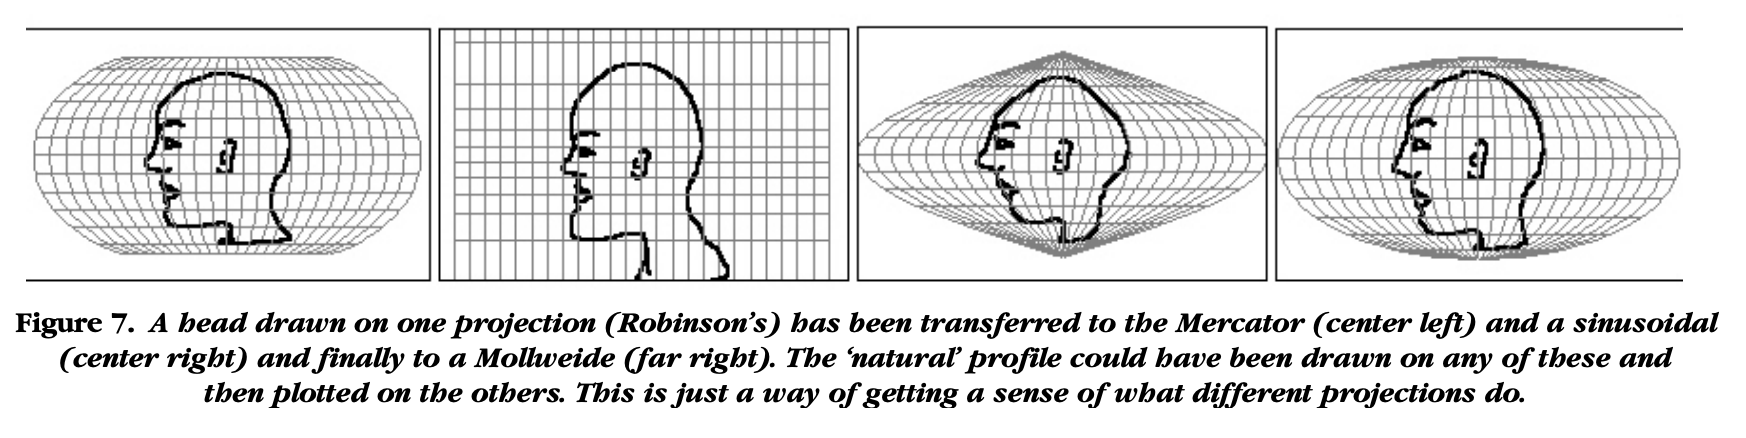 Figure 7. A head drawn on one projection (Robinson's) has been transferred to the Mercator (center left) and a sinusoidal
(center right) and finally to a Mollweide (far right). The 'natural' profile could have been drawn on any of these and
then plotted on the others. This is just a way of getting a sense of what different projections do.